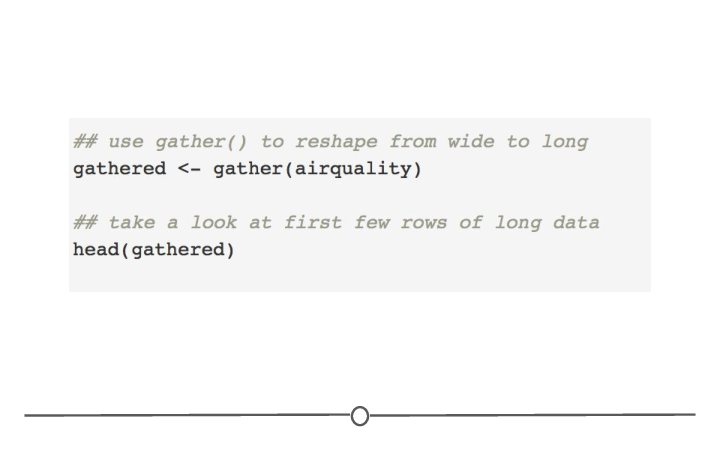 ## use gather() to reshape from wide to long
gathered <- gather(airquality)
## take a look at first few rows of long data
head(gathered)